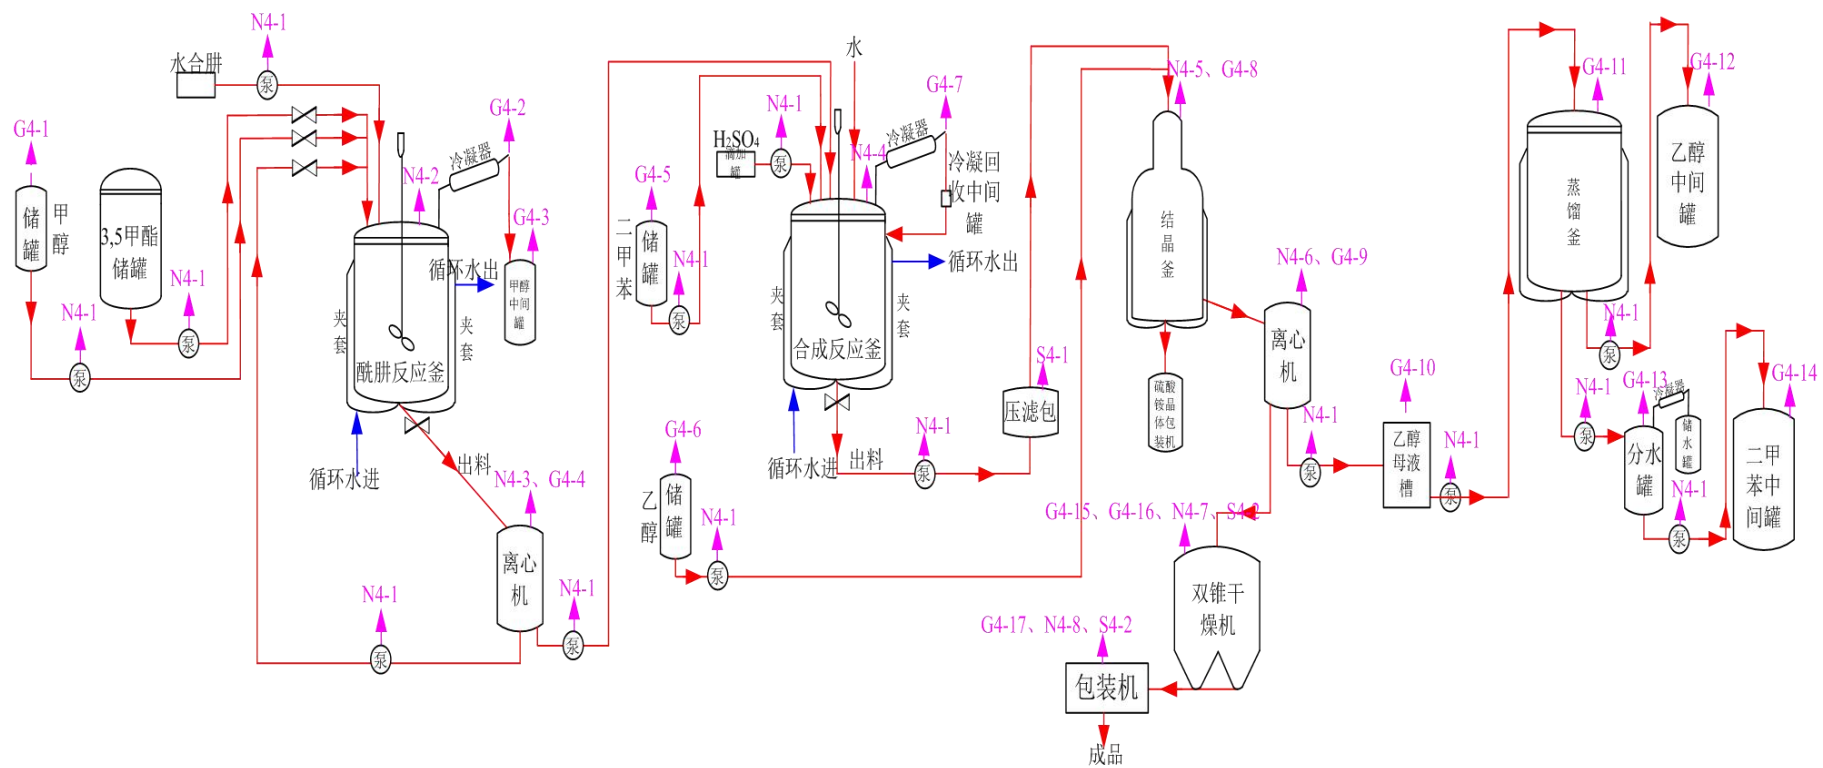 N4-1
水合肼
泵
G4-1
储罐
甲醇
3,5甲酯
储罐
N4-1
泵
N4-1
泵
N4-2
冷凝器
G4-2
G4-3
甲醇
中间
罐
循环水出
夹套
夹套
酰肼反应釜
循环水进
出料
N4-3、G4-4
离心
机
N4-1
泵
N4-1
泵
水
N4-1
H2SO4
滴加
罐
泵
N4-4
冷凝器
G4-7
冷凝回
收中间
罐
G4-5
二甲苯
储罐
N4-1
泵
循环水出
夹套
夹套
合成反应釜
循环水进
出料
N4-1
泵
S4-1
压滤包
G4-6
乙醇
储罐
N4-1
泵
N4-5、G4-8
结晶釜
硫酸
铵晶
体包
装机
N4-6、G4-9
离心
机
N4-1
泵
G4-10
乙醇
母液
槽
N4-1
泵
G4-15、G4-16、N4-7、S4-2
双锥干
燥机
G4-17、N4-8、S4-2
包装机
成品
G4-11
蒸馏釜
G4-12
乙醇
中间
罐
N4-1
泵
N4-1
泵
G4-13
冷凝器
储水罐
分水
罐
N4-1
泵
G4-14
二甲
苯中
间罐